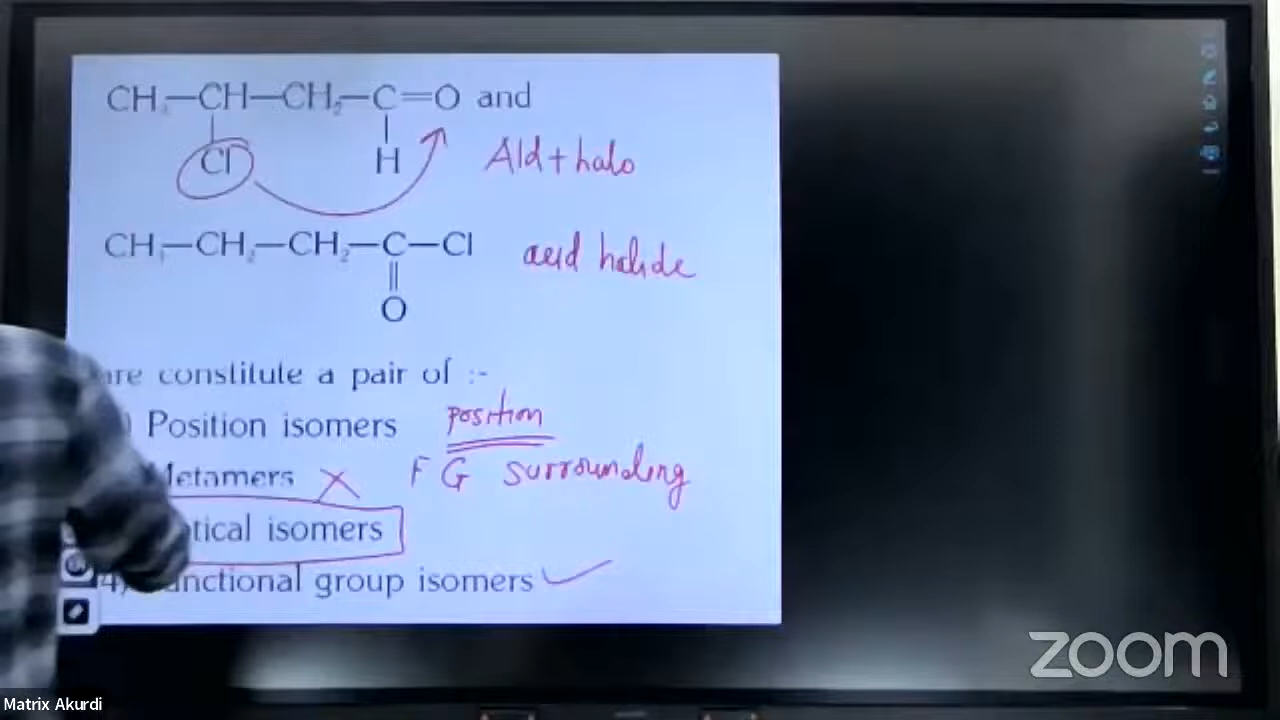 CH₃—CH—CH₂—C=O and
Cl H Ald + halo
CH₃—CH₂—CH₂—C—Cl acid halide
O
are constitute a pair of :-
) Position isomers position
Metamers X F G surrounding
tical isomers
4) unctional group isomers
zoom
Matrix Akurdi